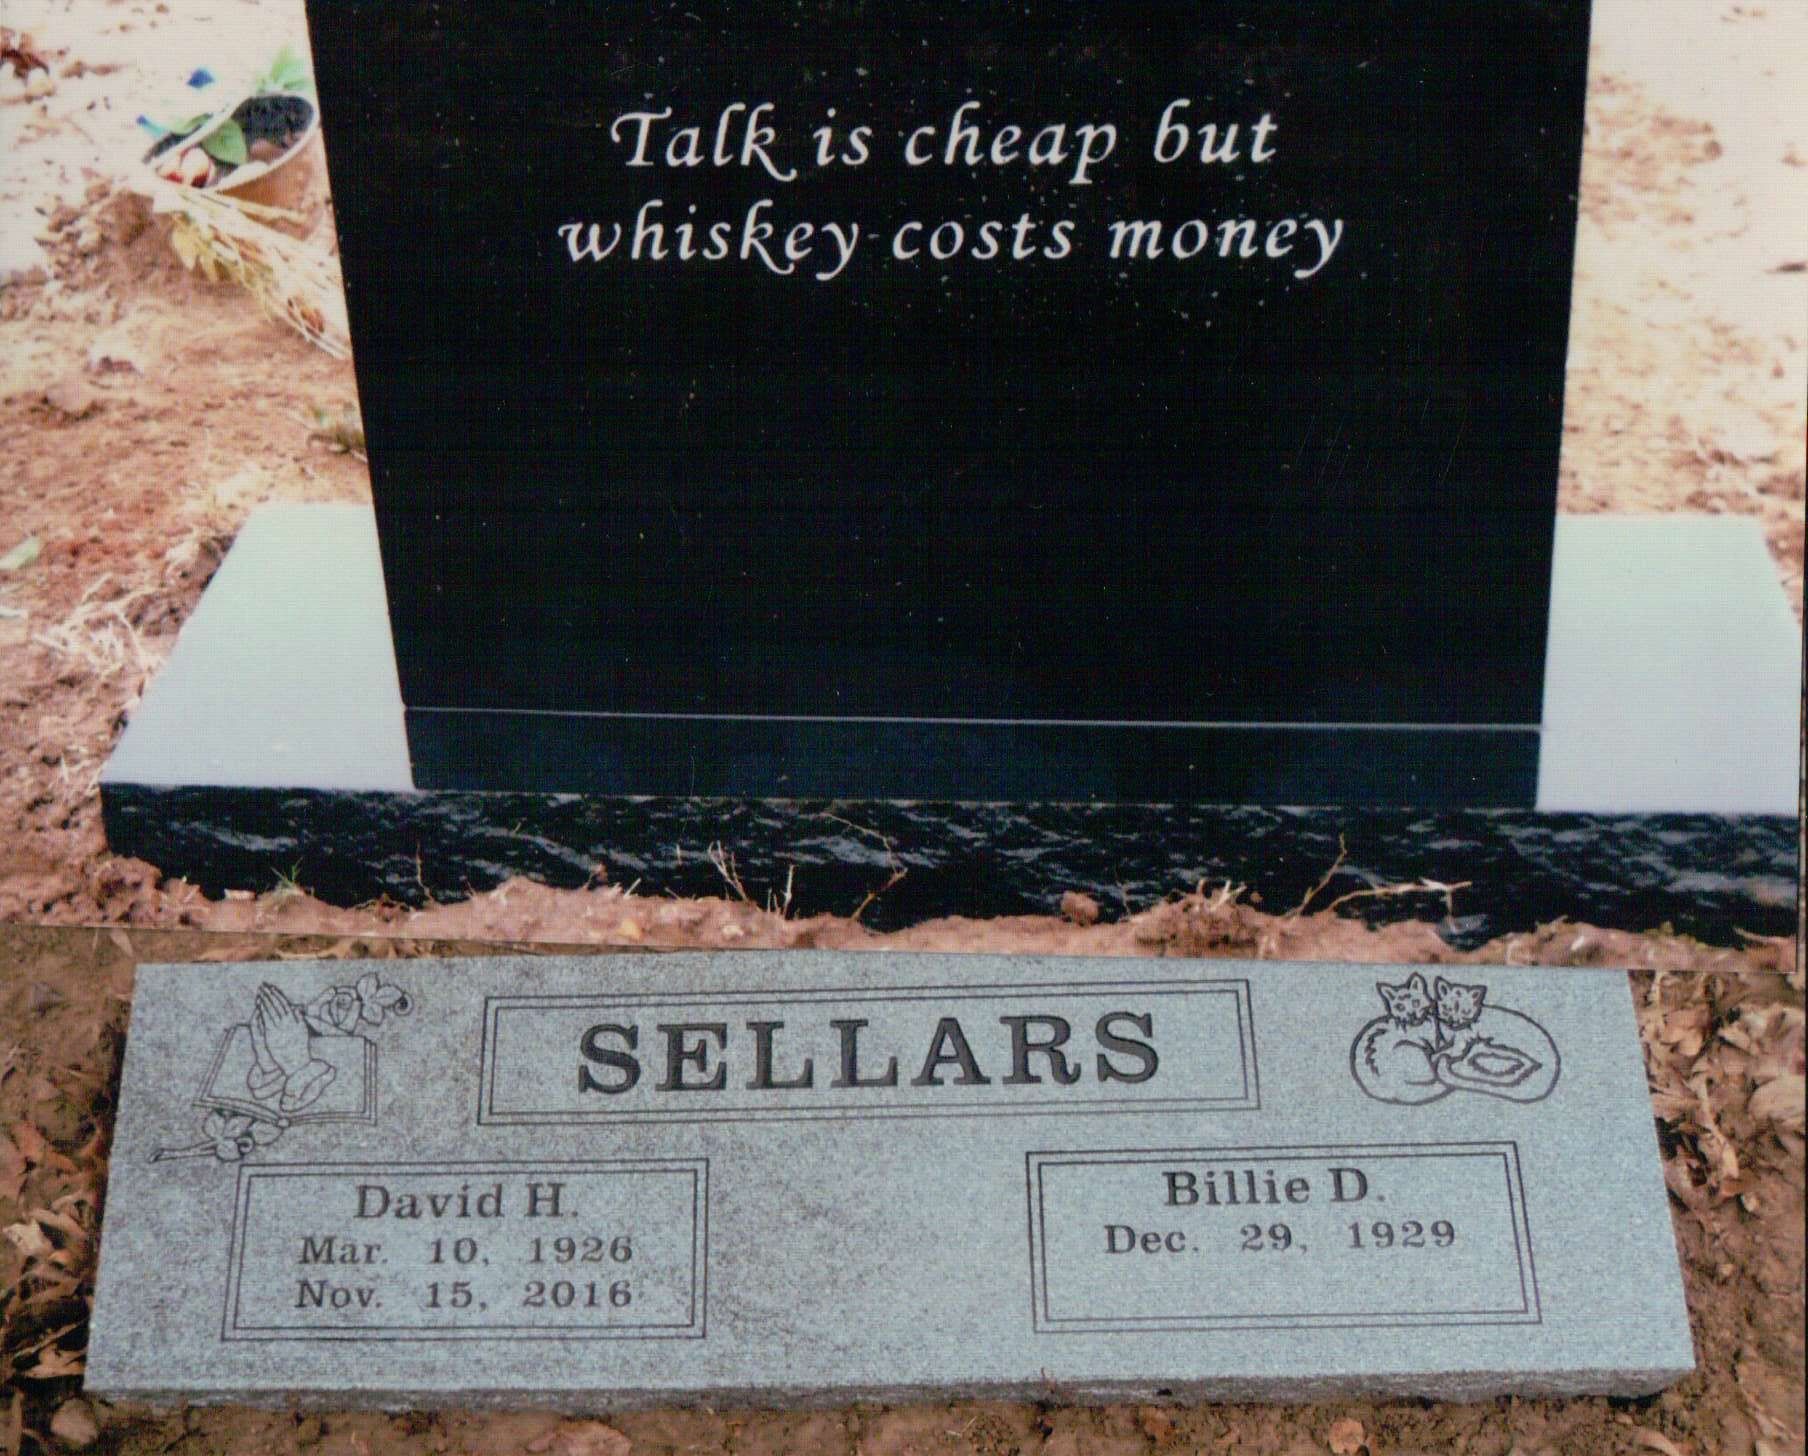 Talk is cheap but
whiskey costs money
SELLARS
David H.
Mar. 10, 1926
Nov. 15, 2016
Billie D.
Dec. 29, 1929